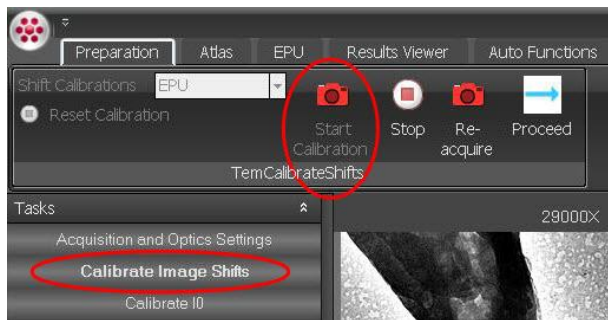 Preparation Atlas EPU Results Viewer Auto Functions
Shift Calibrations EPU
Reset Calibration
Start Calibration
Stop
Re-acquire
Proceed
TemCalibrateShifts
Tasks
29000X
Acquisition and Optics Settings
Calibrate Image Shifts
Calibrate I0